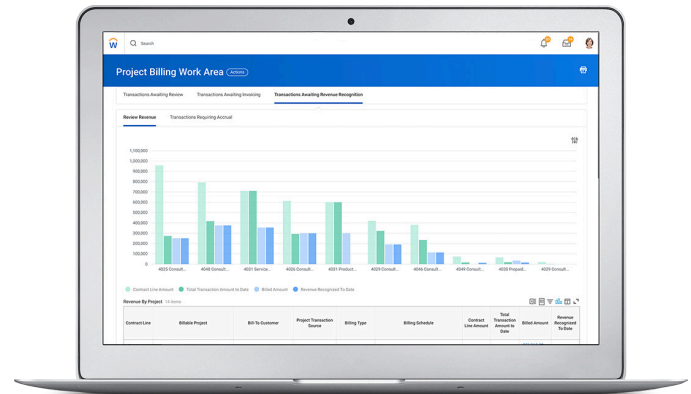 w
Search
Project Billing Work Area Actions
Transactions Awaiting Review Transactions Awaiting Invoicing Transactions Awaiting Revenue Recognition
Review Revenue Transactions Requiring Accrual
1,100,000
1,000,000
900,000
800,000
700,000
600,000
500,000
400,000
300,000
200,000
100,000
0
4023 Consult... 4048 Consult... 4031 Service... 4026 Consult... 4031 Product... 4059 Consult... 4046 Consult... 4049 Consult... 4032 Prepaid... 4029 Consult...
Contract Line Amount Total Transaction Amount to Date Billed Amount Revenue Recognized To Date
Revenue By Project 14 items
Contract Line Billable Project Bill-To-Customer Project Transaction Source Billing Type Billing Schedule Contract Line Amount Total Transaction Amount to Date Billed Amount Revenue Recognized To Date